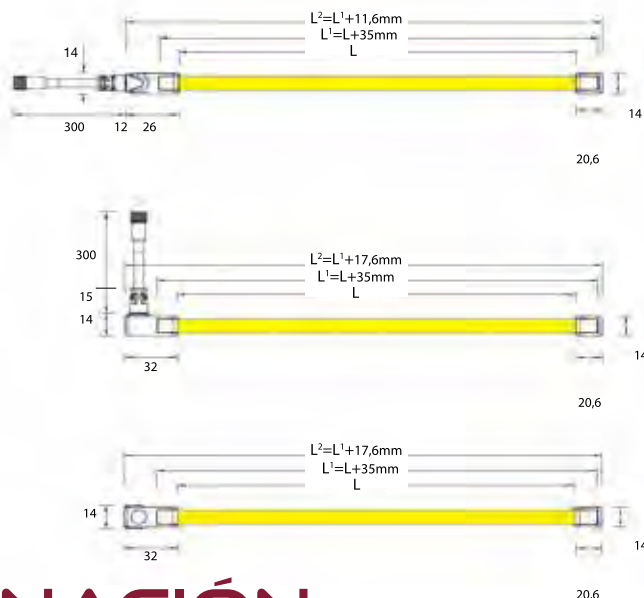 L²=L¹+11,6mm
L¹=L+35mm
L
14
300 12 26
14
20,6
300
L²=L¹+17,6mm
L¹=L+35mm
L
15
14
14
32
20,6
L²=L¹+17,6mm
L¹=L+35mm
L
14
14
32
20,6
NACIÓN